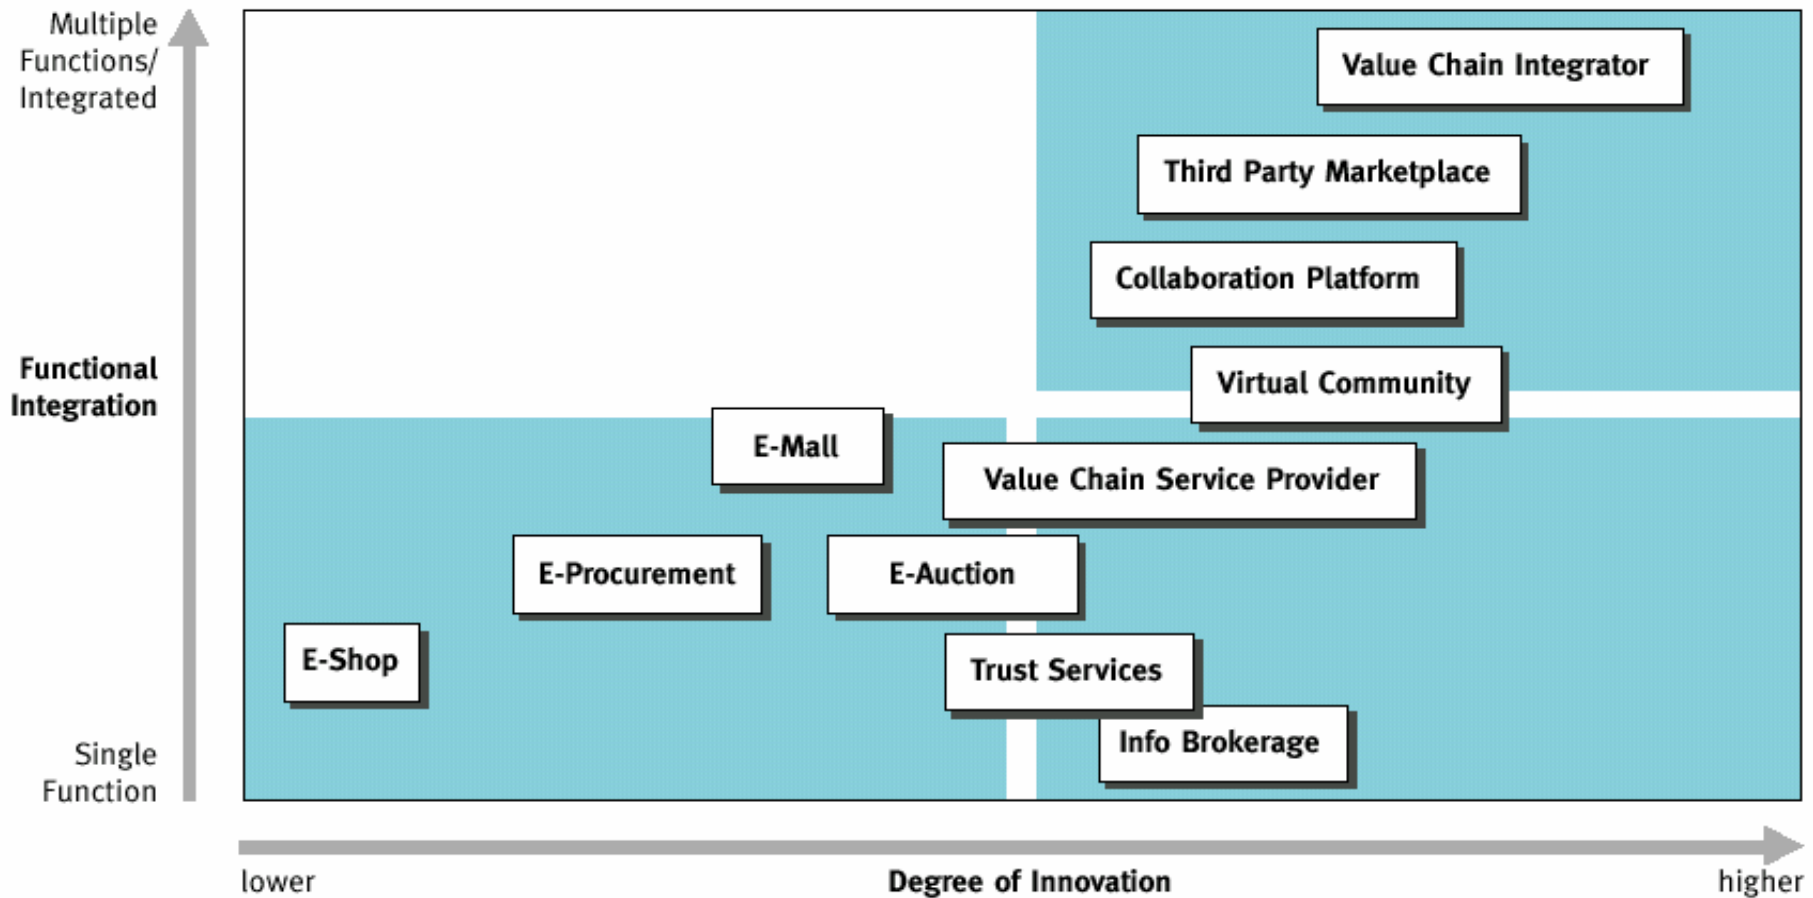 Multiple
Functions/
Integrated
Value Chain Integrator
Third Party Marketplace
Collaboration Platform
Functional
Integration
Virtual Community
E-Mall
Value Chain Service Provider
E-Procurement
E-Auction
E-Shop
Trust Services
Info Brokerage
Single
Function
lower
Degree of Innovation
higher